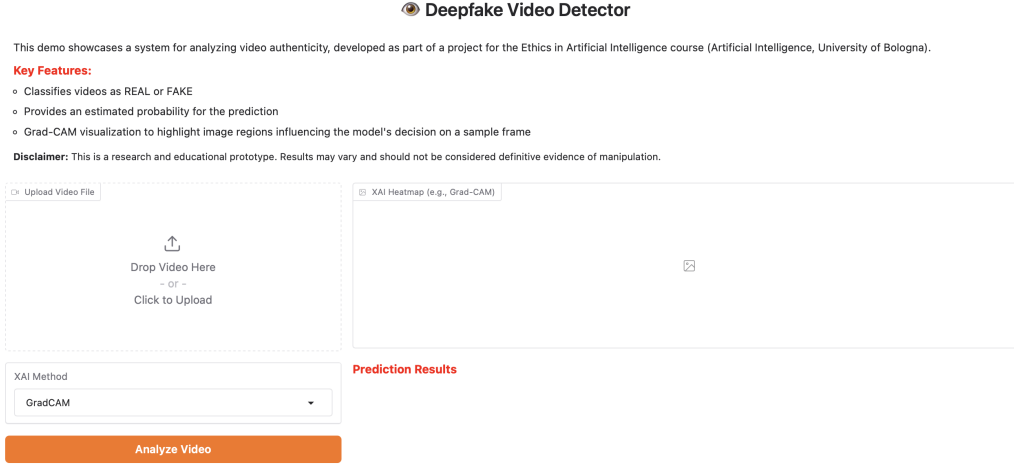 👁️ Deepfake Video Detector
This demo showcases a system for analyzing video authenticity, developed as part of a project for the Ethics in Artificial Intelligence course (Artificial Intelligence, University of Bologna).
Key Features:
Classifies videos as REAL or FAKE
Provides an estimated probability for the prediction
Grad-CAM visualization to highlight image regions influencing the model's decision on a sample frame
Disclaimer: This is a research and educational prototype. Results may vary and should not be considered definitive evidence of manipulation.
Upload Video File
XAI Heatmap (e.g., Grad-CAM)
Drop Video Here
- or -
Click to Upload
XAI Method
GradCAM
Analyze Video
Prediction Results